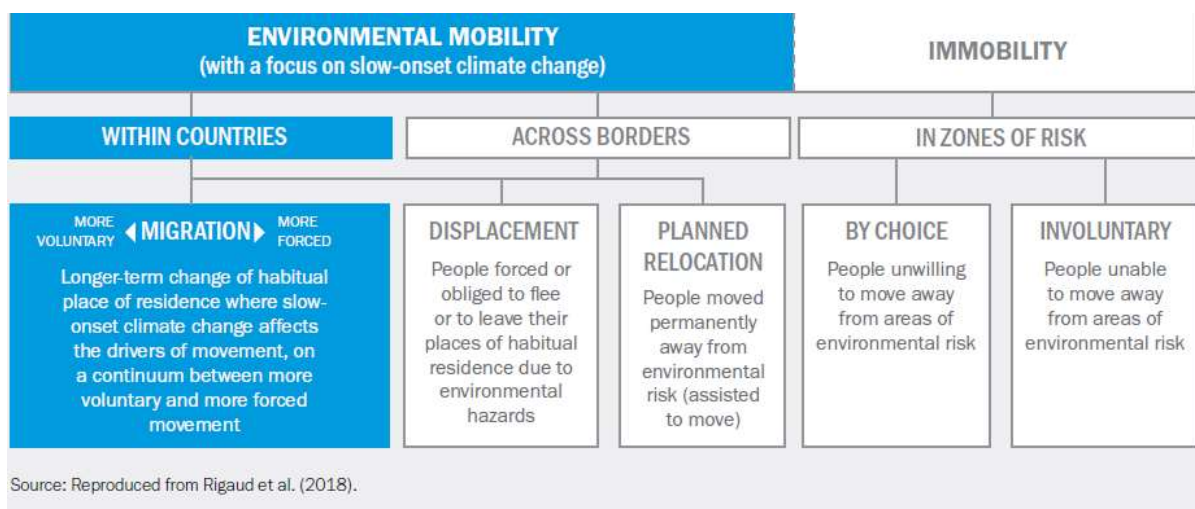 ENVIRONMENTAL MOBILITY
(with a focus on slow-onset climate change)
IMMOBILITY
WITHIN COUNTRIES
ACROSS BORDERS
IN ZONES OF RISK
MORE
VOLUNTARY
MIGRATION
MORE
FORCED
Longer-term change of habitual
place of residence where slow-
onset climate change affects
the drivers of movement, on
a continuum between more
voluntary and more forced
movement
DISPLACEMENT
People forced or
obliged to flee
or to leave their
places of habitual
residence due to
environmental
hazards
PLANNED
RELOCATION
People moved
permanently
away from
environmental
risk (assisted
to move)
BY CHOICE
People unwilling
to move away
from areas of
environmental risk
INVOLUNTARY
People unable
to move away
from areas of
environmental risk
Source: Reproduced from Rigaud et al. (2018).